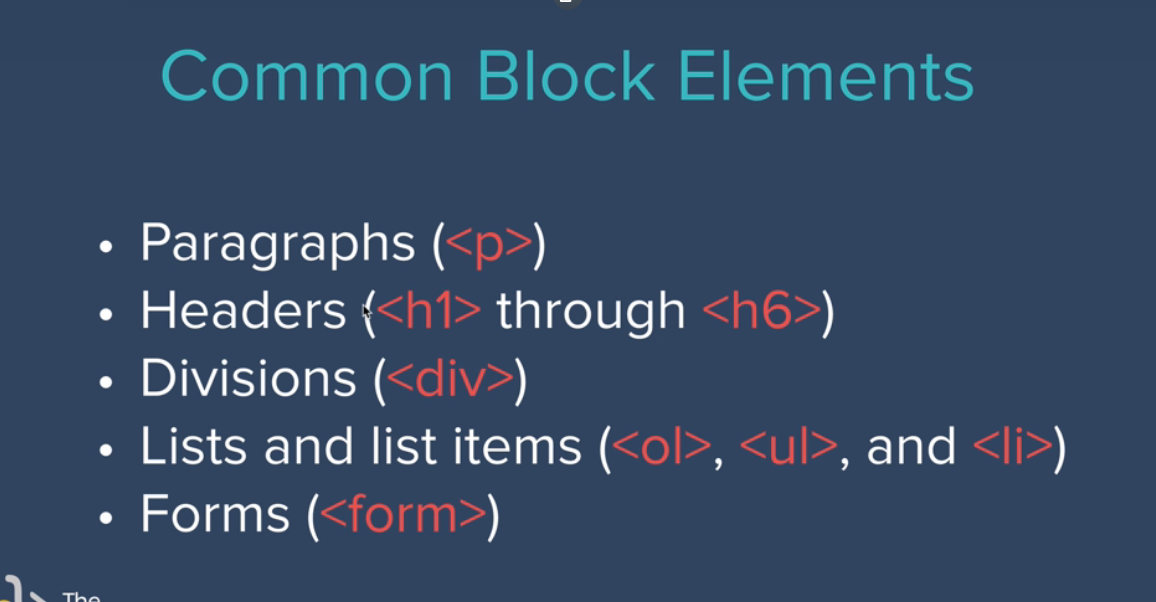 Common Block Elements
• Paragraphs (<p>)
• Headers (<h1> through <h6>)
• Divisions (<div>)
• Lists and list items (<ol>, <ul>, and <li>)
• Forms (<form>)
The